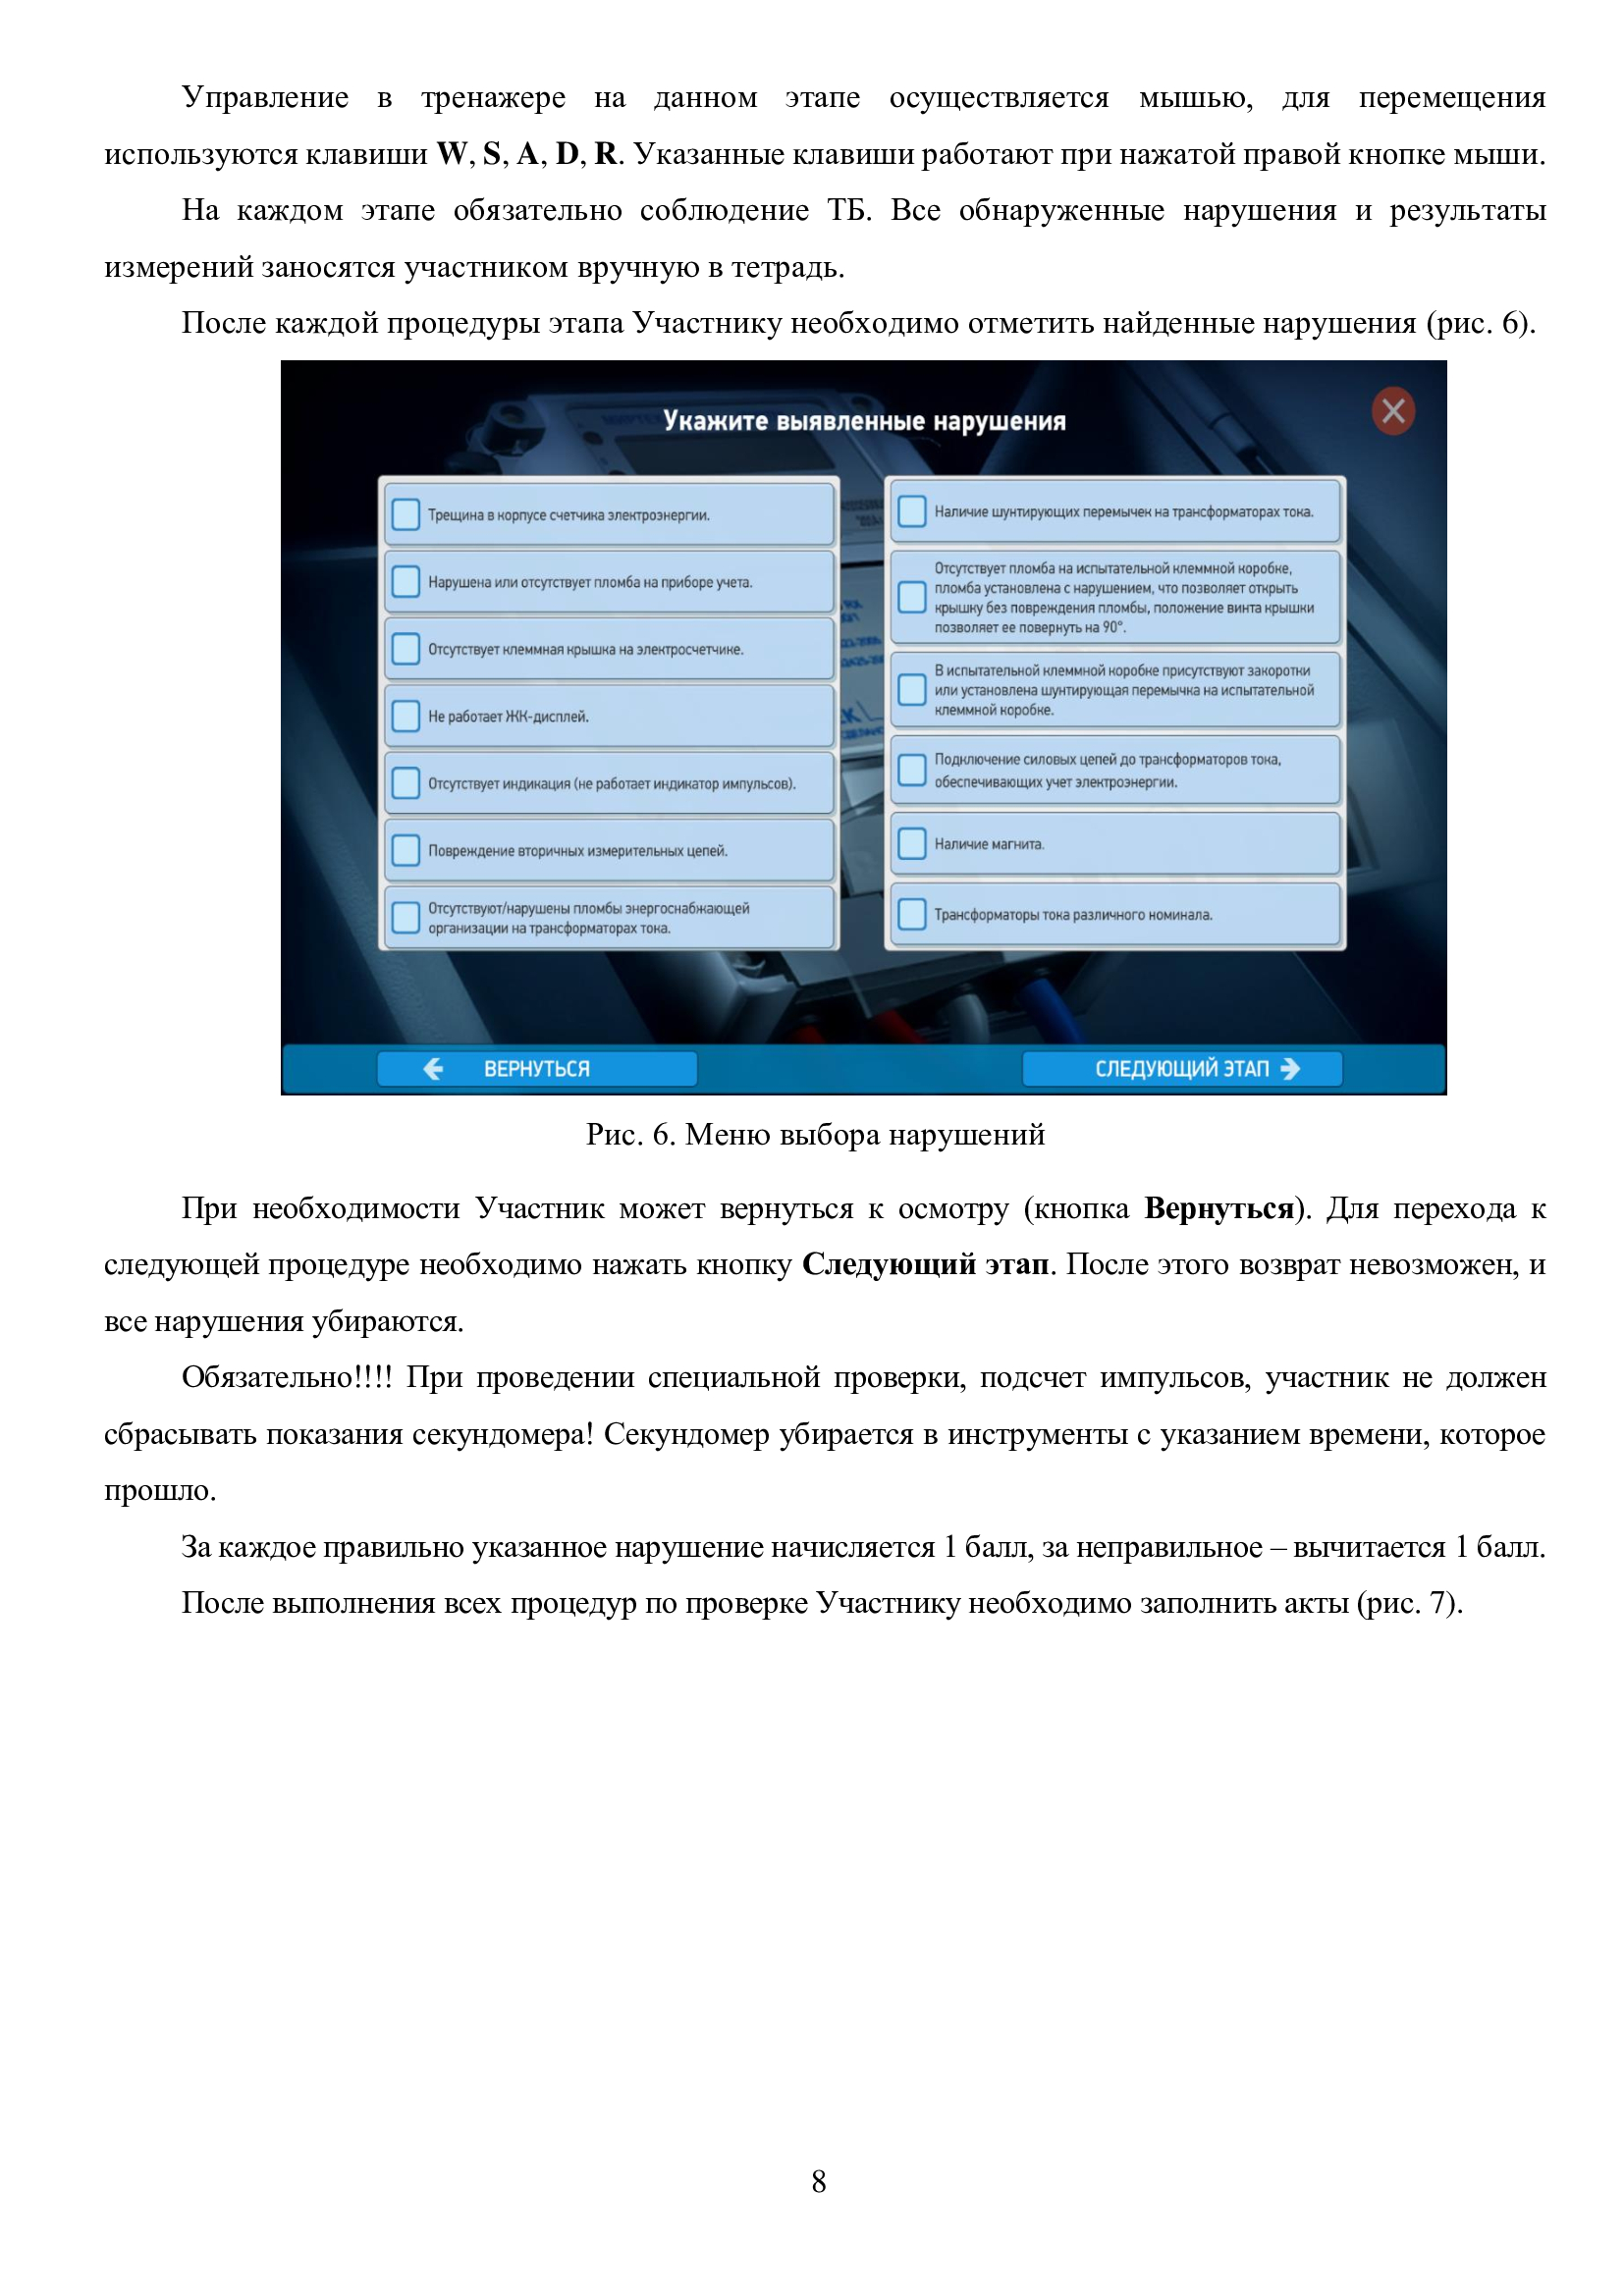 Управление в тренажере на данном этапе осуществляется мышью, для перемещения
используются клавиши W, S, A, D, R. Указанные клавиши работают при нажатой правой кнопке мыши.
На каждом этапе обязательно соблюдение ТБ. Все обнаруженные нарушения и результаты
измерений заносятся участником вручную в тетрадь.
После каждой процедуры этапа Участнику необходимо отметить найденные нарушения (рис. 6).
Укажите выявленные нарушения
Трещина в корпусе счетчика электроэнергии.
Нарушена или отсутствует пломба на приборе учета.
Отсутствует клеммная крышка на электросчетчике.
Не работает ЖК-дисплей.
Отсутствует индикация (не работает индикатор импульсов).
Повреждение вторичных измерительных цепей.
Отсутствуют/нарушены пломбы энергоснабжающей
организации на трансформаторах тока.
Наличие шунтирующих перемычек на трансформаторах тока.
Отсутствует пломба на испытательной клеммной коробке,
пломба установлена с нарушением, что позволяет открыть
крышку без повреждения пломбы, положение винта крышки
позволяет ее повернуть на 90°.
В испытательной клеммной коробке присутствуют закоротки
или установлена шунтирующая перемычка на испытательной
клеммной коробке.
Подключение силовых цепей до трансформаторов тока,
обеспечивающих учет электроэнергии.
Наличие магнита.
Трансформаторы тока различного номинала.
ВЕРНУТЬСЯ
СЛЕДУЮЩИЙ ЭТАП
Рис. 6. Меню выбора нарушений
При необходимости Участник может вернуться к осмотру (кнопка Вернуться). Для перехода к
следующей процедуре необходимо нажать кнопку Следующий этап. После этого возврат невозможен, и
все нарушения убираются.
Обязательно!!!! При проведении специальной проверки, подсчет импульсов, участник не должен
сбрасывать показания секундомера! Секундомер убирается в инструменты с указанием времени, которое
прошло.
За каждое правильно указанное нарушение начисляется 1 балл, за неправильное – вычитается 1 балл.
После выполнения всех процедур по проверке Участнику необходимо заполнить акты (рис. 7).
8